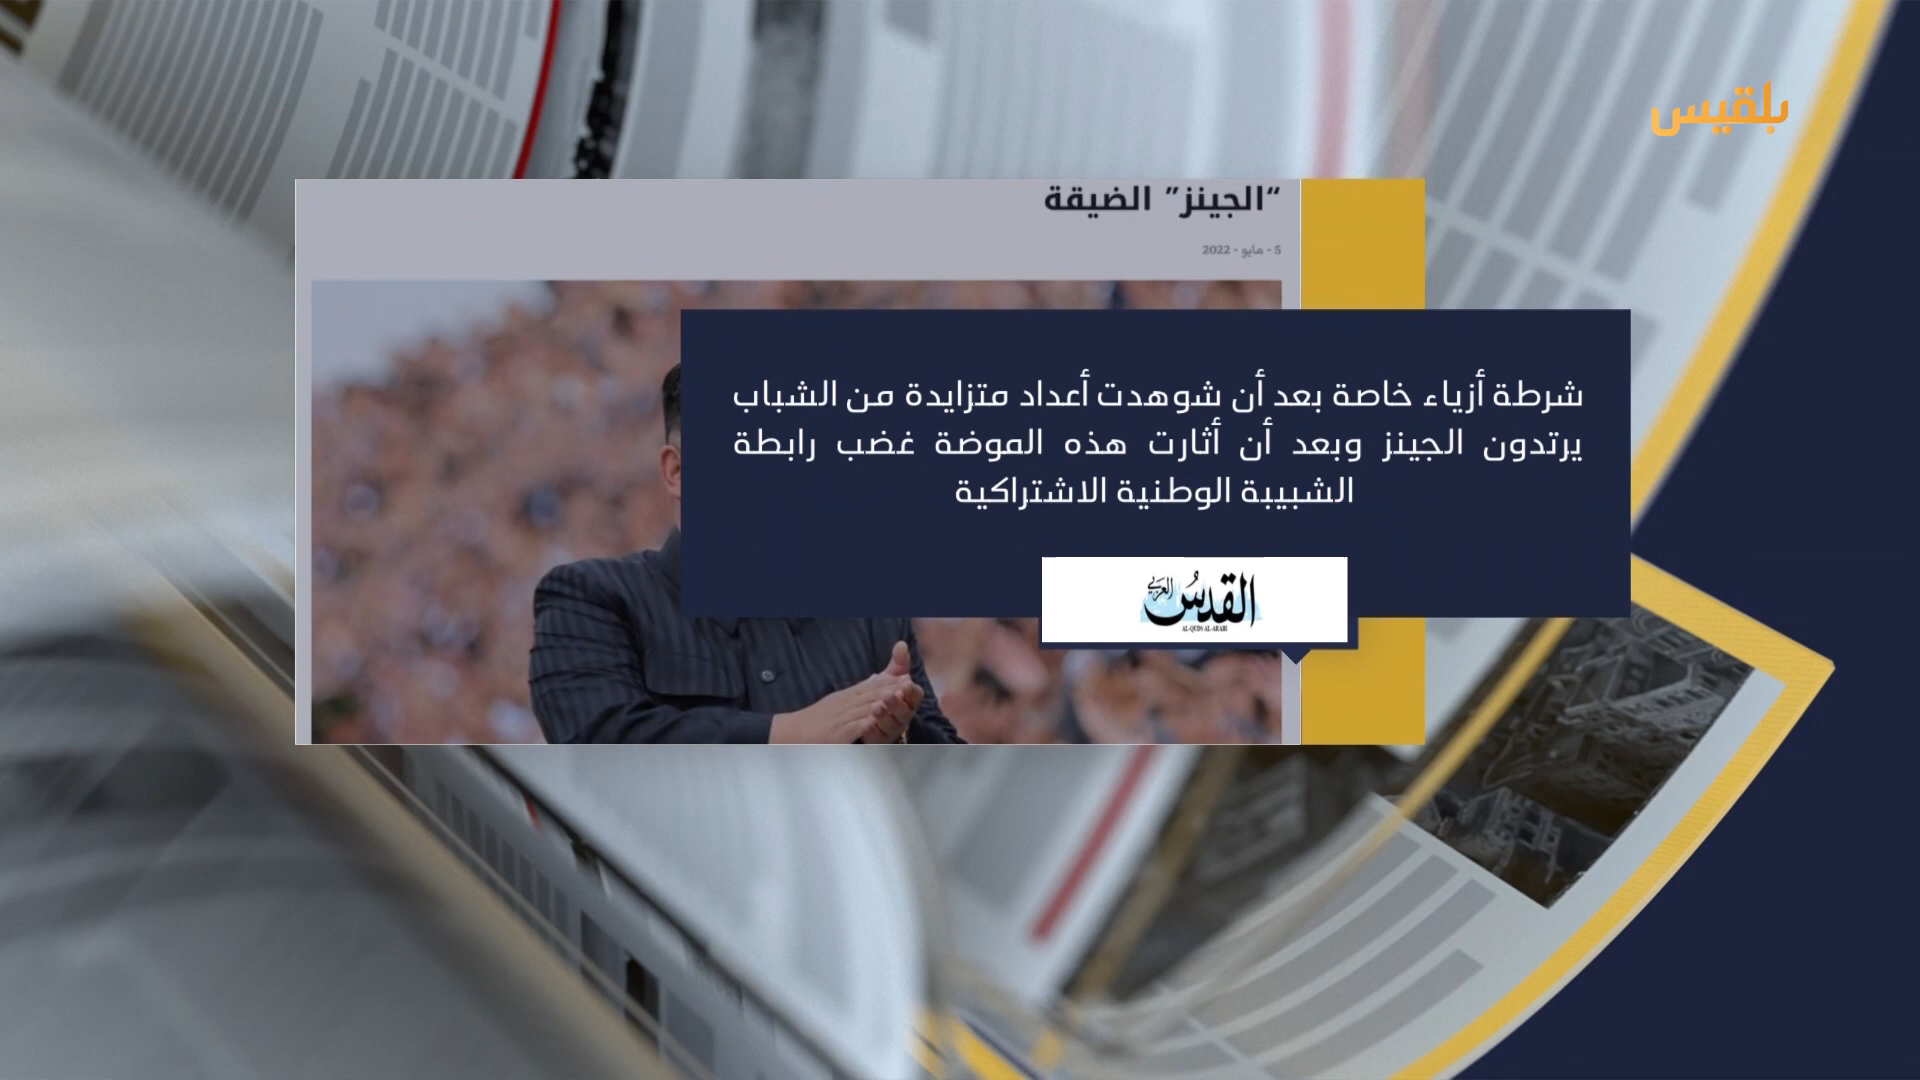 بلقيس
“الجينز” الضيقة
5 - مايو - 2022
شرطة أزياء خاصة بعد أن شوهدت أعداد متزايدة من الشباب
يرتدون الجينز وبعد أن أثارت هذه الموضة غضب رابطة
الشبيبة الوطنية الاشتراكية
القدس العربي
AL-QUDS AL-ARABI